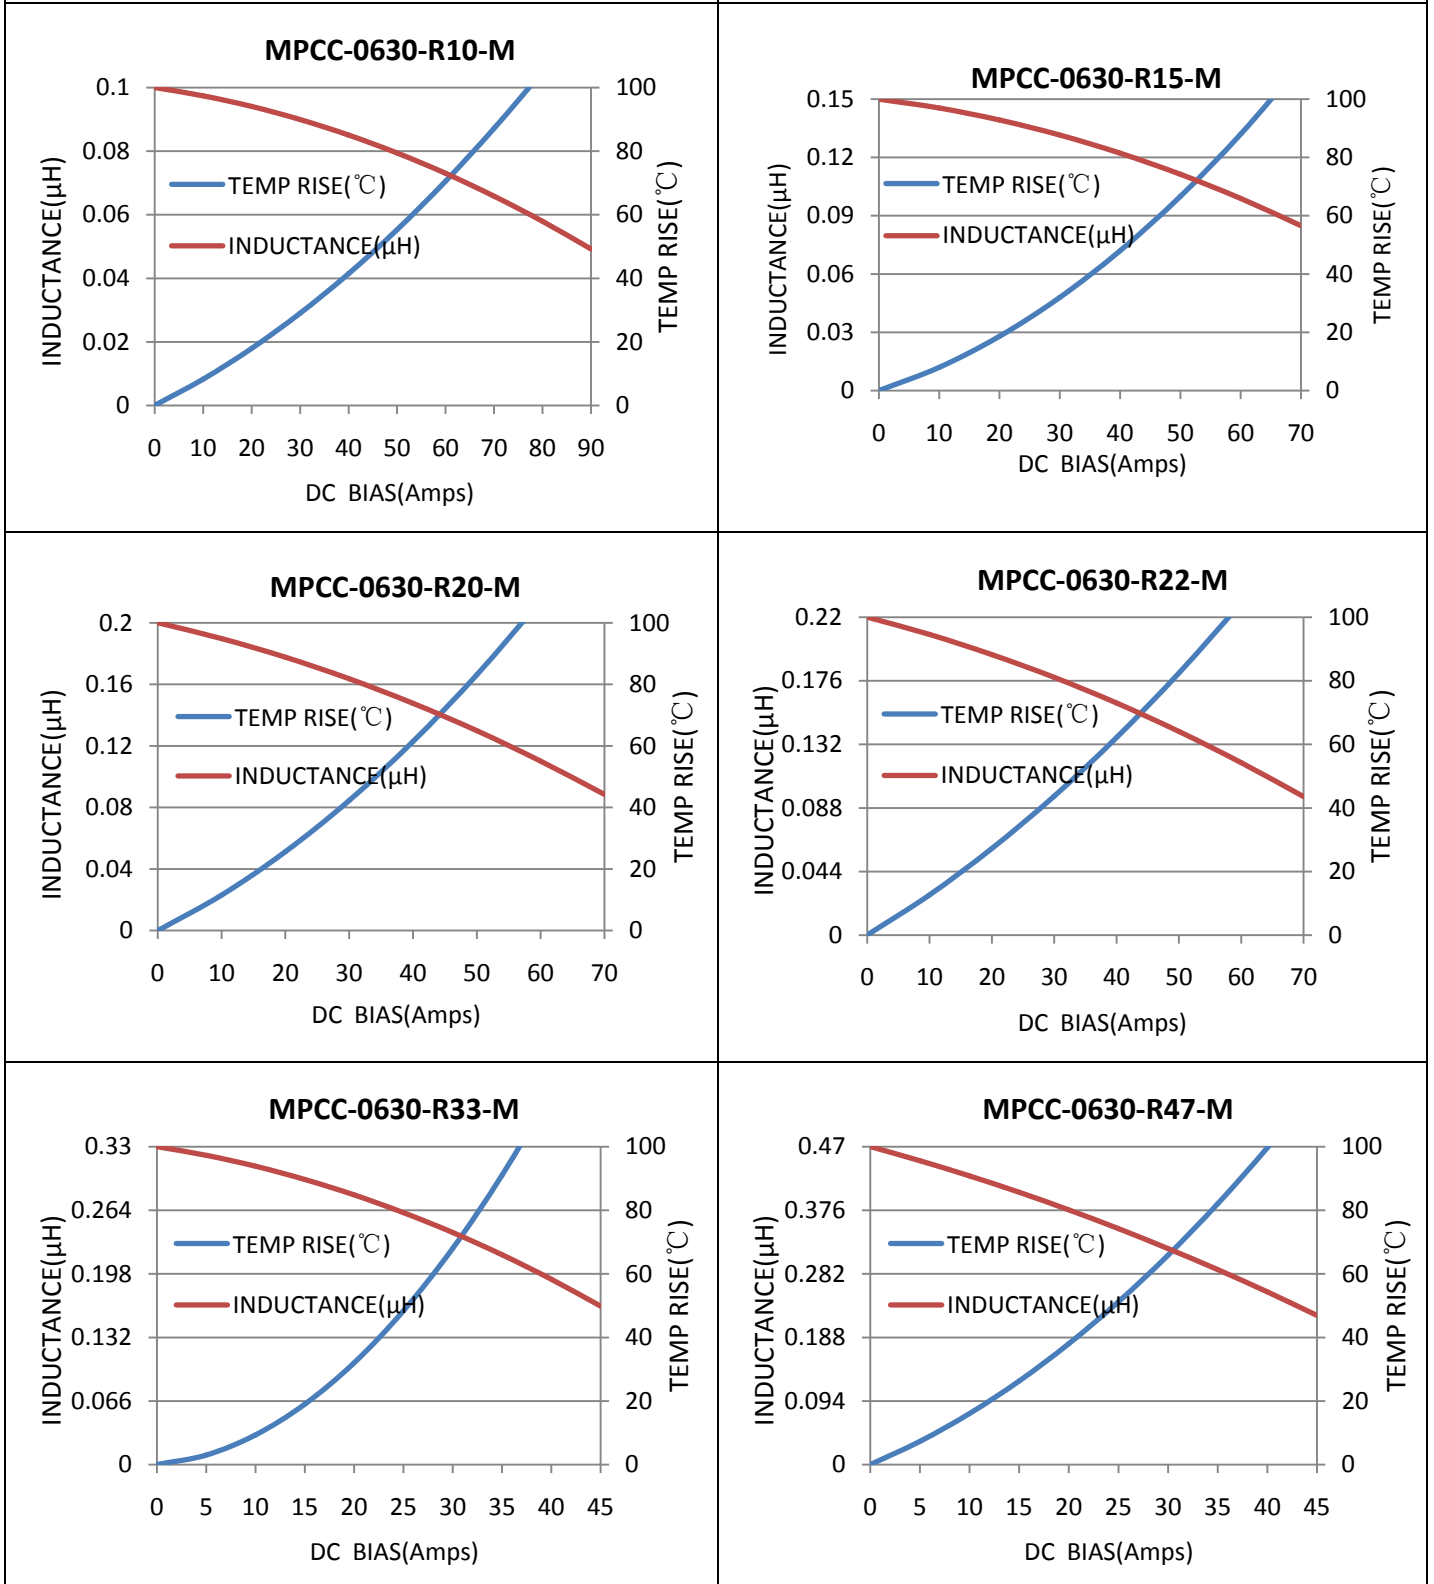 MPCC-0630-R10-M
0.1
0.08
0.06
0.04
0.02
0
INDUCTANCE(μH)
TEMP RISE(℃)
INDUCTANCE(μH)
100
80
60
40
20
0
TEMP RISE(℃)
0 10 20 30 40 50 60 70 80 90
DC BIAS(Amps)
MPCC-0630-R15-M
0.15
0.12
0.09
0.06
0.03
0
INDUCTANCE(μH)
TEMP RISE(℃)
INDUCTANCE(μH)
100
80
60
40
20
0
TEMP RISE(℃)
0 10 20 30 40 50 60 70
DC BIAS(Amps)
MPCC-0630-R20-M
0.2
0.16
0.12
0.08
0.04
0
INDUCTANCE(μH)
TEMP RISE(℃)
INDUCTANCE(μH)
100
80
60
40
20
0
TEMP RISE(℃)
0 10 20 30 40 50 60 70
DC BIAS(Amps)
MPCC-0630-R22-M
0.22
0.176
0.132
0.088
0.044
0
INDUCTANCE(μH)
TEMP RISE(℃)
INDUCTANCE(μH)
100
80
60
40
20
0
TEMP RISE(℃)
0 10 20 30 40 50 60 70
DC BIAS(Amps)
MPCC-0630-R33-M
0.33
0.264
0.198
0.132
0.066
0
INDUCTANCE(μH)
TEMP RISE(℃)
INDUCTANCE(μH)
100
80
60
40
20
0
TEMP RISE(℃)
0 5 10 15 20 25 30 35 40 45
DC BIAS(Amps)
MPCC-0630-R47-M
0.47
0.376
0.282
0.188
0.094
0
INDUCTANCE(μH)
TEMP RISE(℃)
INDUCTANCE(μH)
100
80
60
40
20
0
TEMP RISE(℃)
0 5 10 15 20 25 30 35 40 45
DC BIAS(Amps)